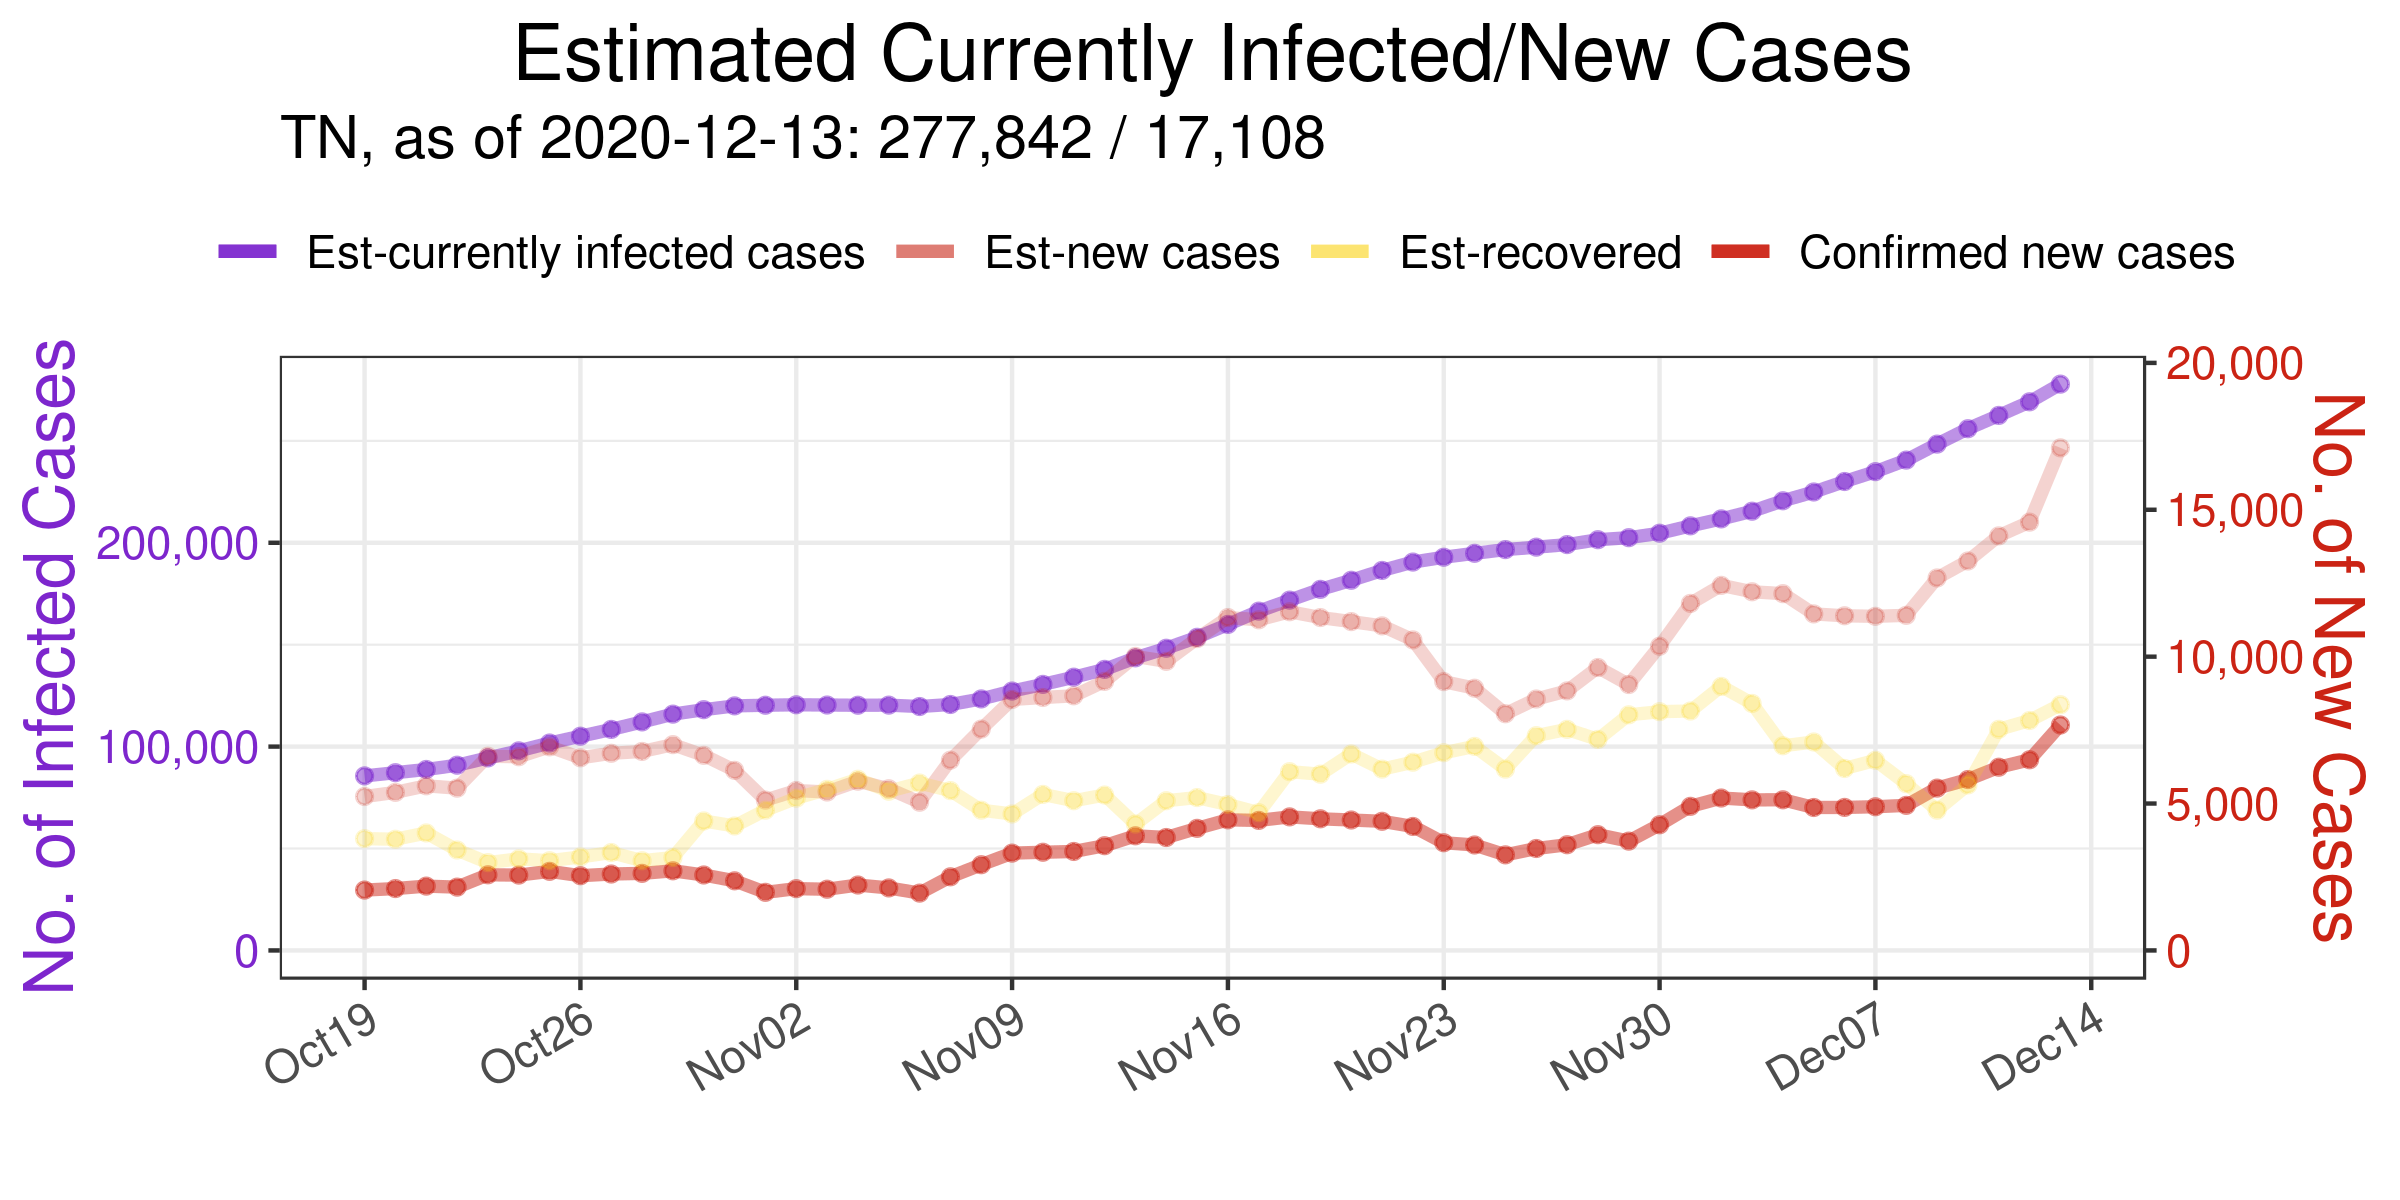 Estimated Currently Infected/New Cases
TN, as of 2020-12-13: 277,842 / 17,108
Est-currently infected cases Est-new cases Est-recovered Confirmed new cases
No. of Infected Cases
200,000
100,000
0
20,000
15,000
10,000
5,000
0
No. of New Cases
Oct19 Oct26 Nov02 Nov09 Nov16 Nov23 Nov30 Dec07 Dec14